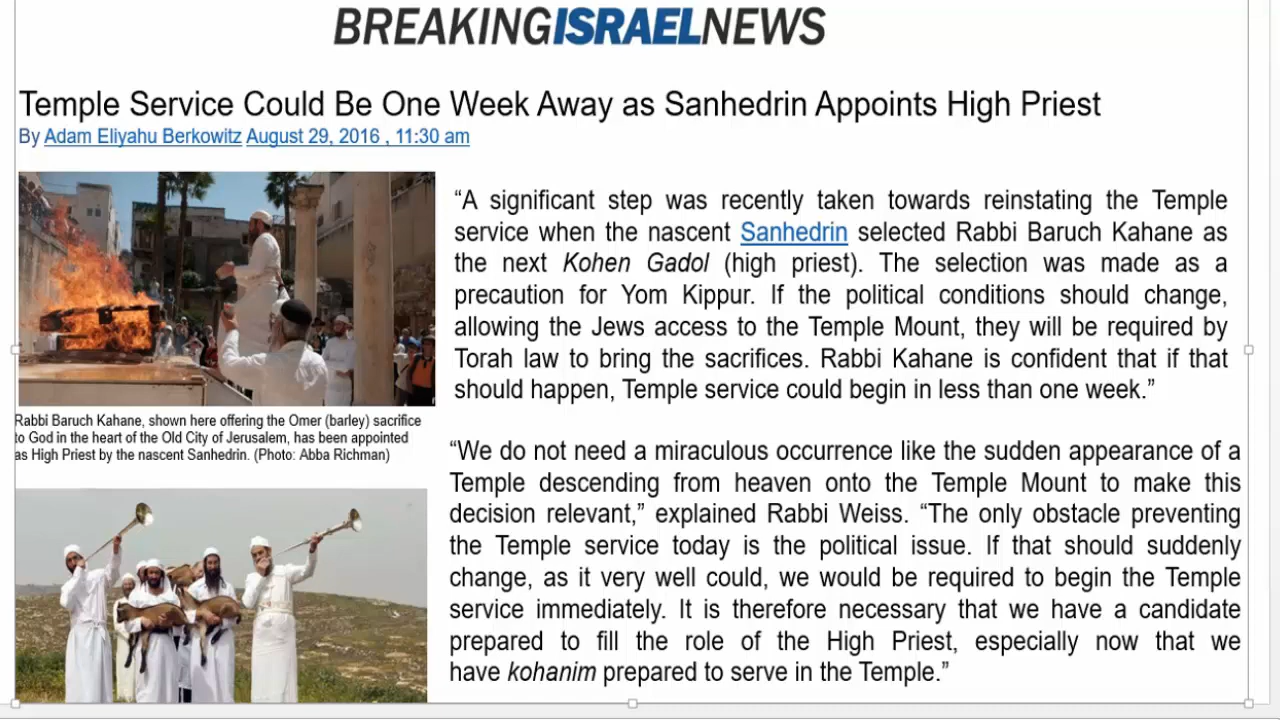 BREAKINGISRAELNEWS
Temple Service Could Be One Week Away as Sanhedrin Appoints High Priest
By Adam Eliyahu Berkowitz August 29, 2016 , 11:30 am
“A significant step was recently taken towards reinstating the Temple
service when the nascent Sanhedrin selected Rabbi Baruch Kahane as
the next Kohen Gadol (high priest). The selection was made as a
precaution for Yom Kippur. If the political conditions should change,
allowing the Jews access to the Temple Mount, they will be required by
Torah law to bring the sacrifices. Rabbi Kahane is confident that if that
should happen, Temple service could begin in less than one week.”
Rabbi Baruch Kahane, shown here offering the Omer (barley) sacrifice
to God in the heart of the Old City of Jerusalem, has been appointed
as High Priest by the nascent Sanhedrin. (Photo: Abba Richman)
“We do not need a miraculous occurrence like the sudden appearance of a
Temple descending from heaven onto the Temple Mount to make this
decision relevant,” explained Rabbi Weiss. “The only obstacle preventing
the Temple service today is the political issue. If that should suddenly
change, as it very well could, we would be required to begin the Temple
service immediately. It is therefore necessary that we have a candidate
prepared to fill the role of the High Priest, especially now that we
have kohanim prepared to serve in the Temple.”